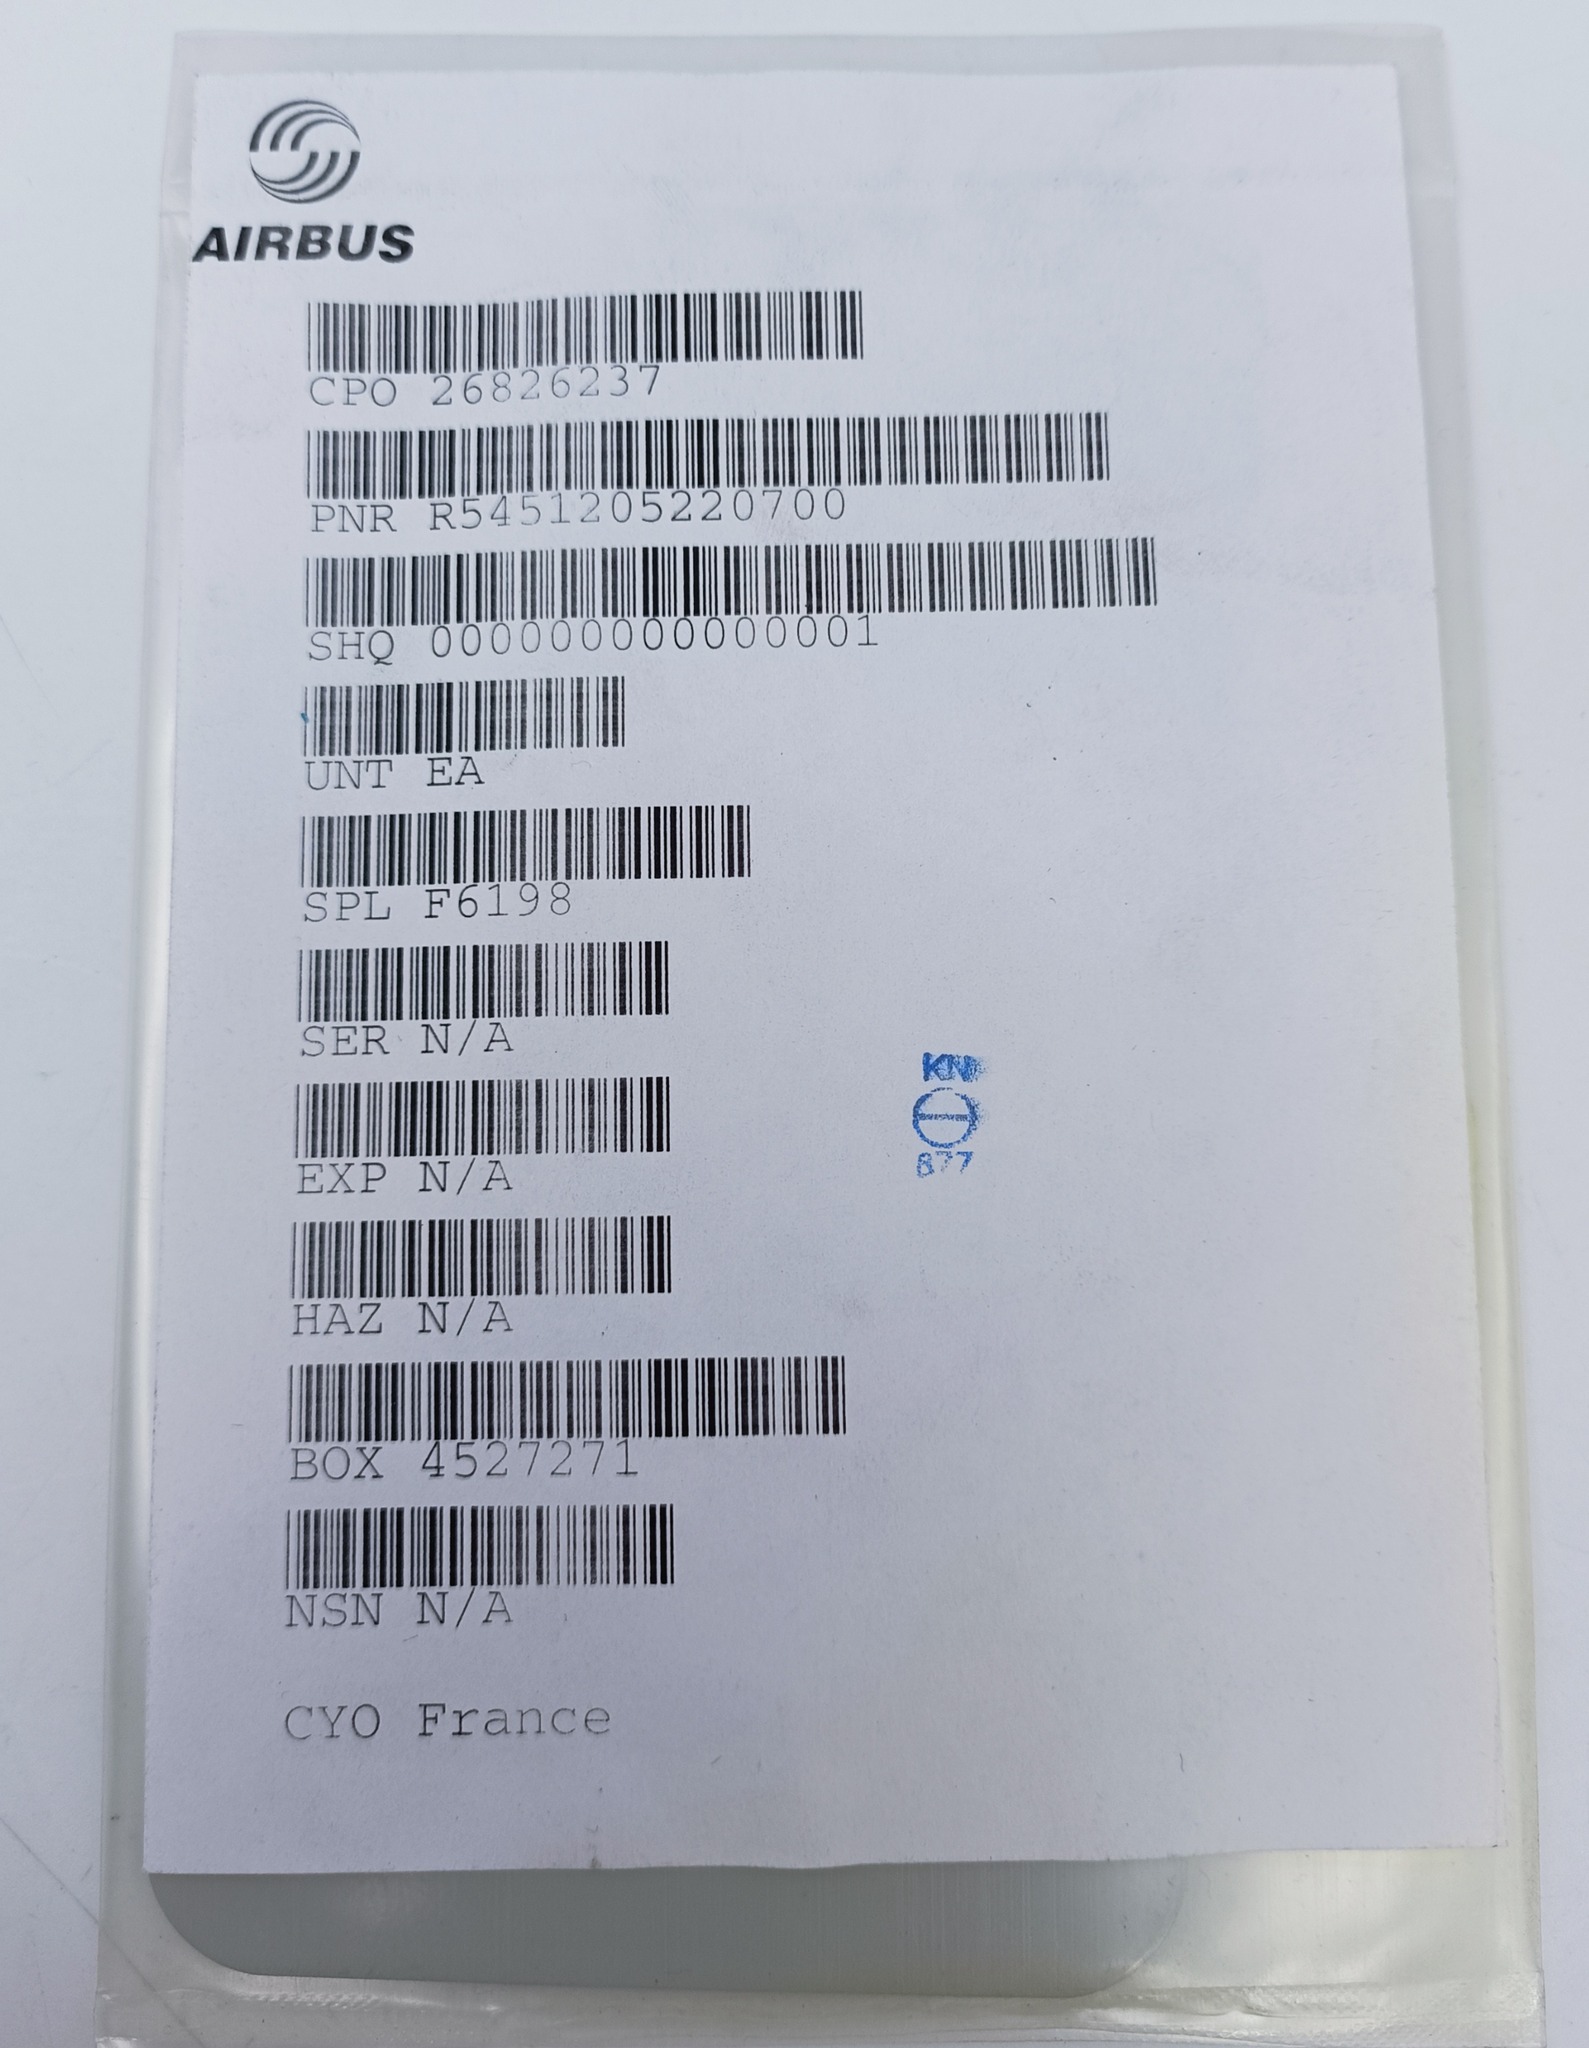 AIRBUS
CPO 26826237
PNR R5451205220700
SHQ 000000000000001
UNT EA
SPL F6198
SER N/A
EXP N/A
HAZ N/A
BOX 4527271
NSN N/A
CYO France
KN
877